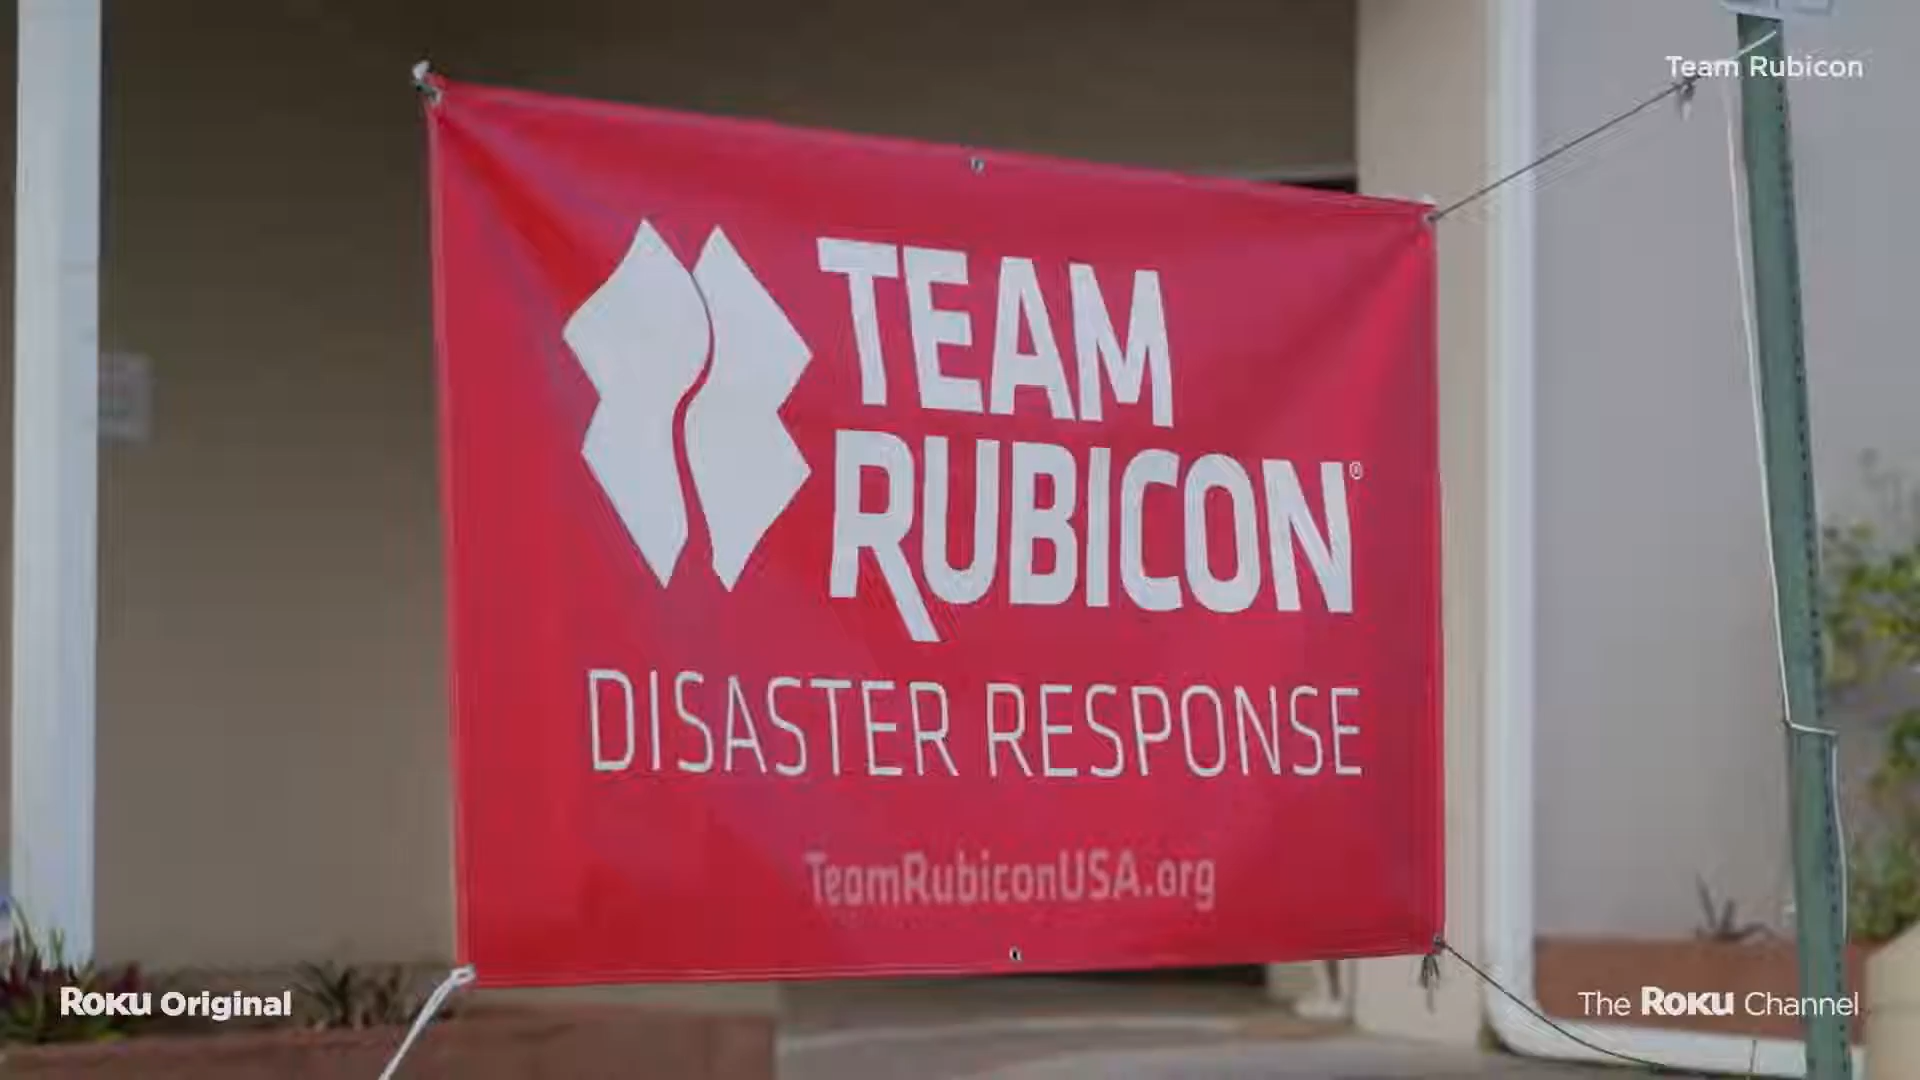 Team Rubicon
TEAM
RUBICON®
DISASTER RESPONSE
TeamRubiconUSA.org
ROKU Original
The ROKU Channel